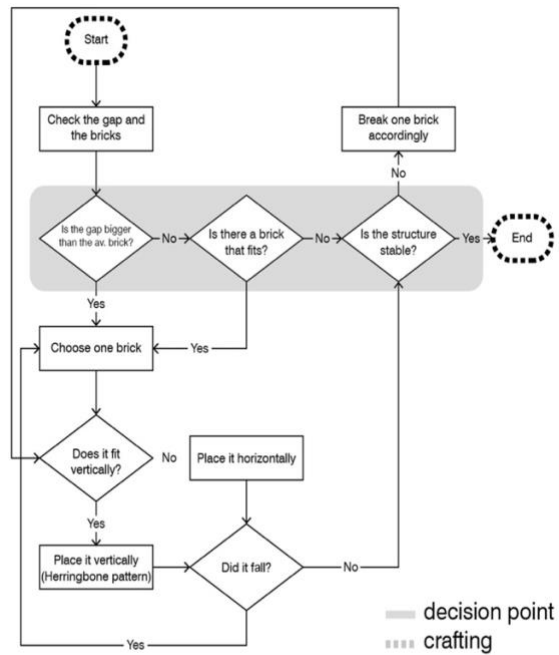 Start
Check the gap and
the bricks
Break one brick
accordingly
No
Is the gap bigger
than the av. brick?
No
Is there a brick
that fits?
No
Is the structure
stable?
Yes
End
Yes
Choose one brick
Yes
Does it fit
vertically?
No
Place it horizontally
Yes
Place it vertically
(Herringbone pattern)
Did it fall?
No
Yes
decision point
crafting